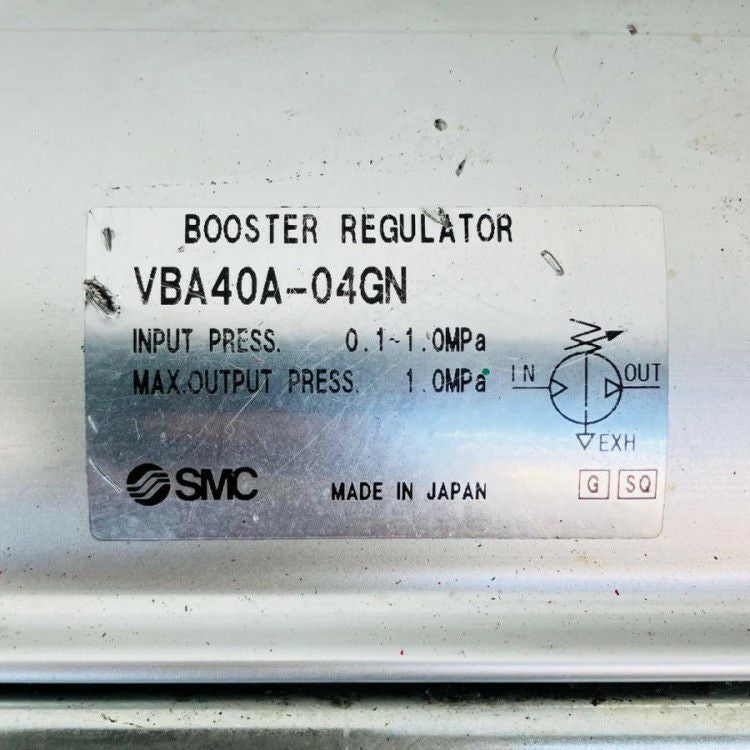 BOOSTER REGULATOR
VBA40A-04GN
INPUT PRESS. 0.1~1.0MPa
MAX.OUTPUT PRESS. 1.0MPa
IN OUT
EXH
SMC MADE IN JAPAN G SQ